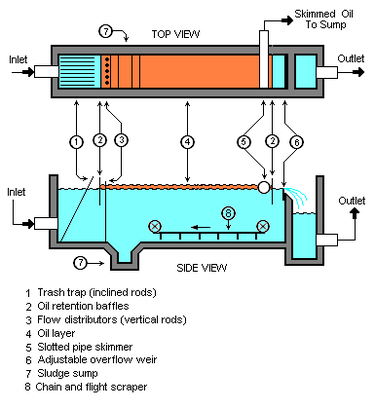 TOP VIEW
Skimmed Oil
To Sump
7
Inlet
Outlet
1
2
3
4
5
2
6
Inlet
Outlet
8
7
SIDE VIEW
1 Trash trap (inclined rods)
2 Oil retention baffles
3 Flow distributors (vertical rods)
4 Oil layer
5 Slotted pipe skimmer
6 Adjustable overflow weir
7 Sludge sump
8 Chain and flight scraper